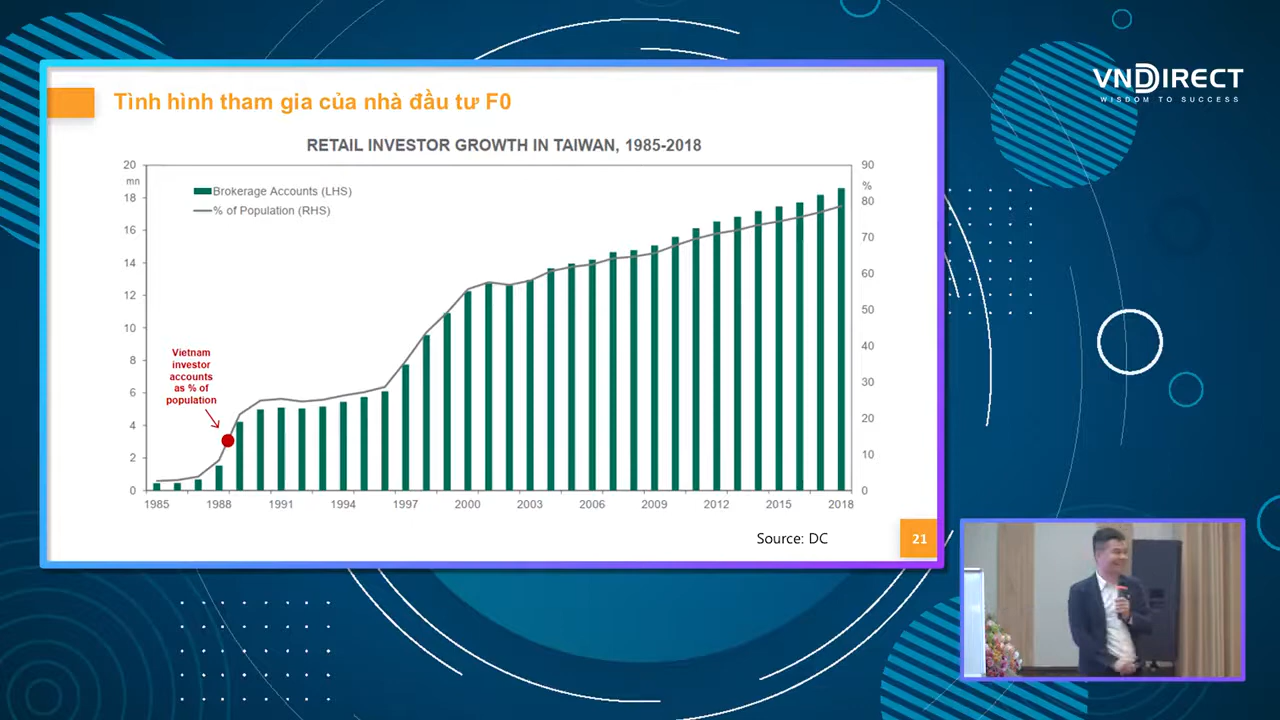 VNDIRECT
WISDOM TO SUCCESS
Tình hình tham gia của nhà đầu tư F0
RETAIL INVESTOR GROWTH IN TAIWAN, 1985-2018
20
mn
18
16
14
12
10
8
6
4
2
0
Brokerage Accounts (LHS)
% of Population (RHS)
Vietnam
investor
accounts
as % of
population
90
%
80
70
60
50
40
30
20
10
0
1985 1988 1991 1994 1997 2000 2003 2006 2009 2012 2015 2018
Source: DC
21